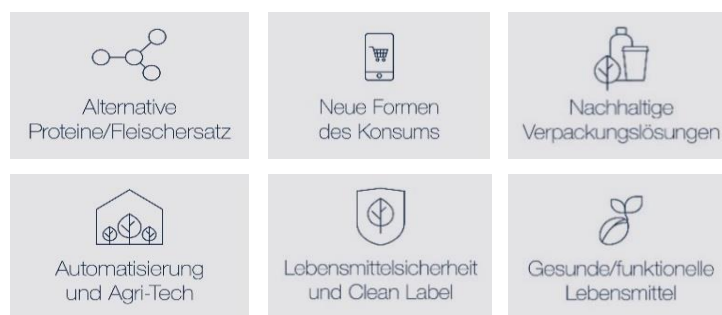 Alternative
Proteine/Fleischersatz
Neue Formen
des Konsums
Nachhaltige
Verpackungslösungen
Automatisierung
und Agri-Tech
Lebensmittelsicherheit
und Clean Label
Gesunde/funktionelle
Lebensmittel